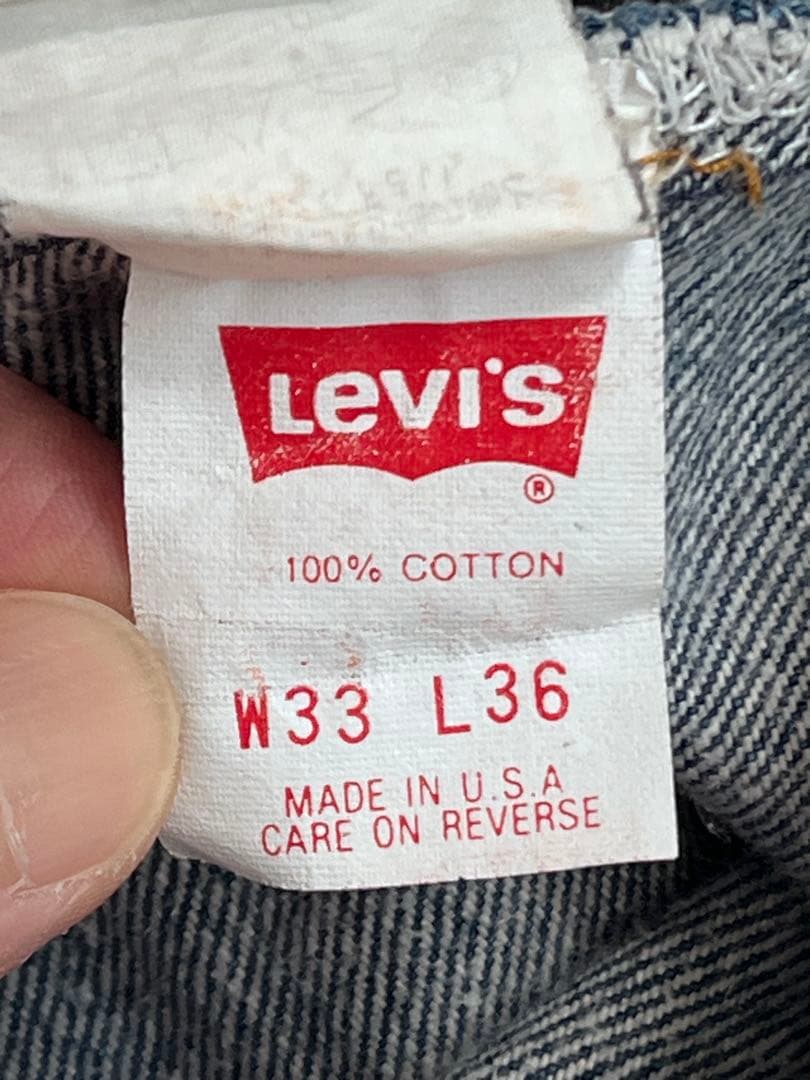 Levi's
®
100% COTTON
W33 L36
MADE IN U.S.A
CARE ON REVERSE